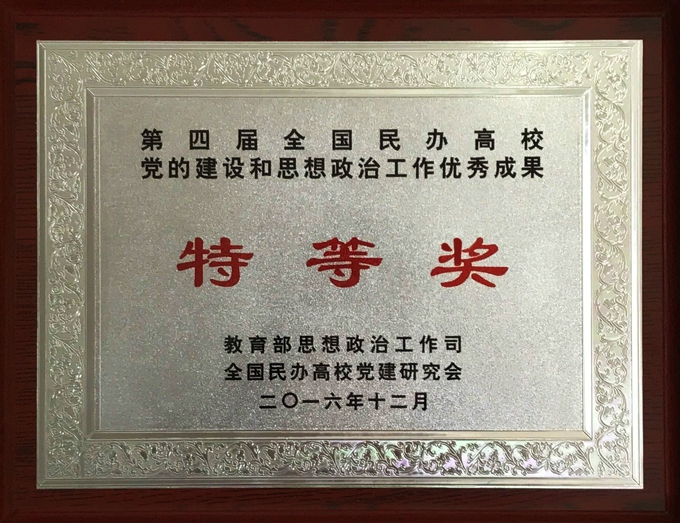 第四届全国民办高校
党的建设和思想政治工作优秀成果
特等奖
教育部思想政治工作司
全国民办高校党建研究会
二〇一六年十二月